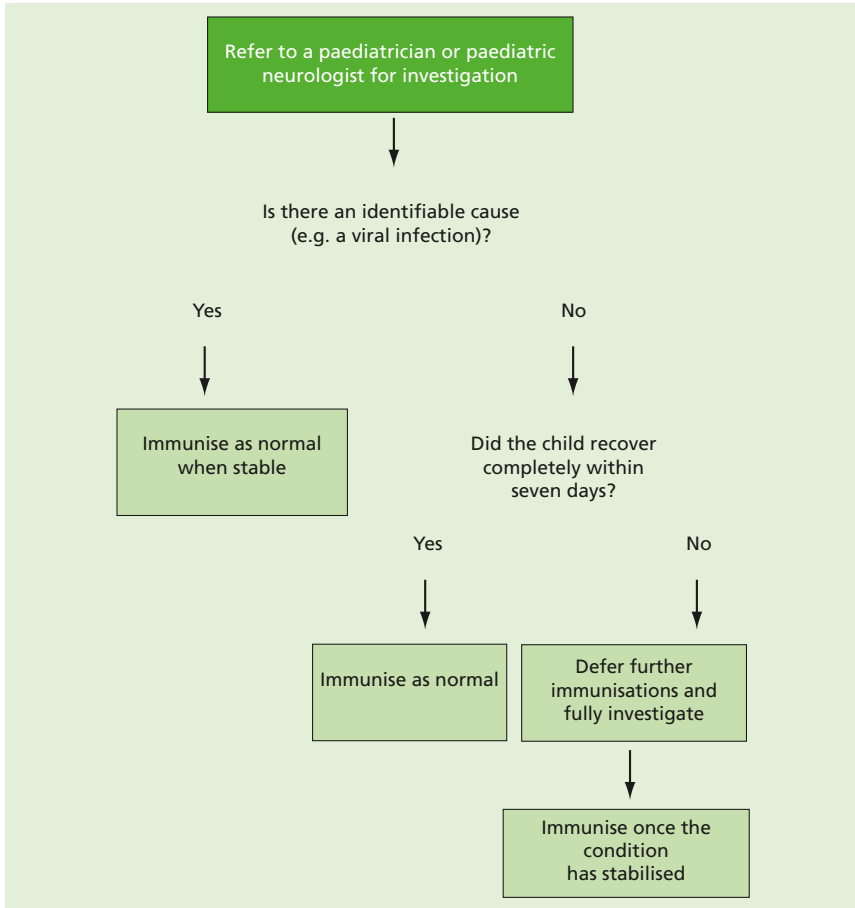 Refer to a paediatrician or paediatric
neurologist for investigation
Is there an identifiable cause
(e.g. a viral infection)?
Yes
No
Immunise as normal
when stable
Did the child recover
completely within
seven days?
Yes
No
Immunise as normal
Defer further
immunisations and
fully investigate
Immunise once the
condition
has stabilised